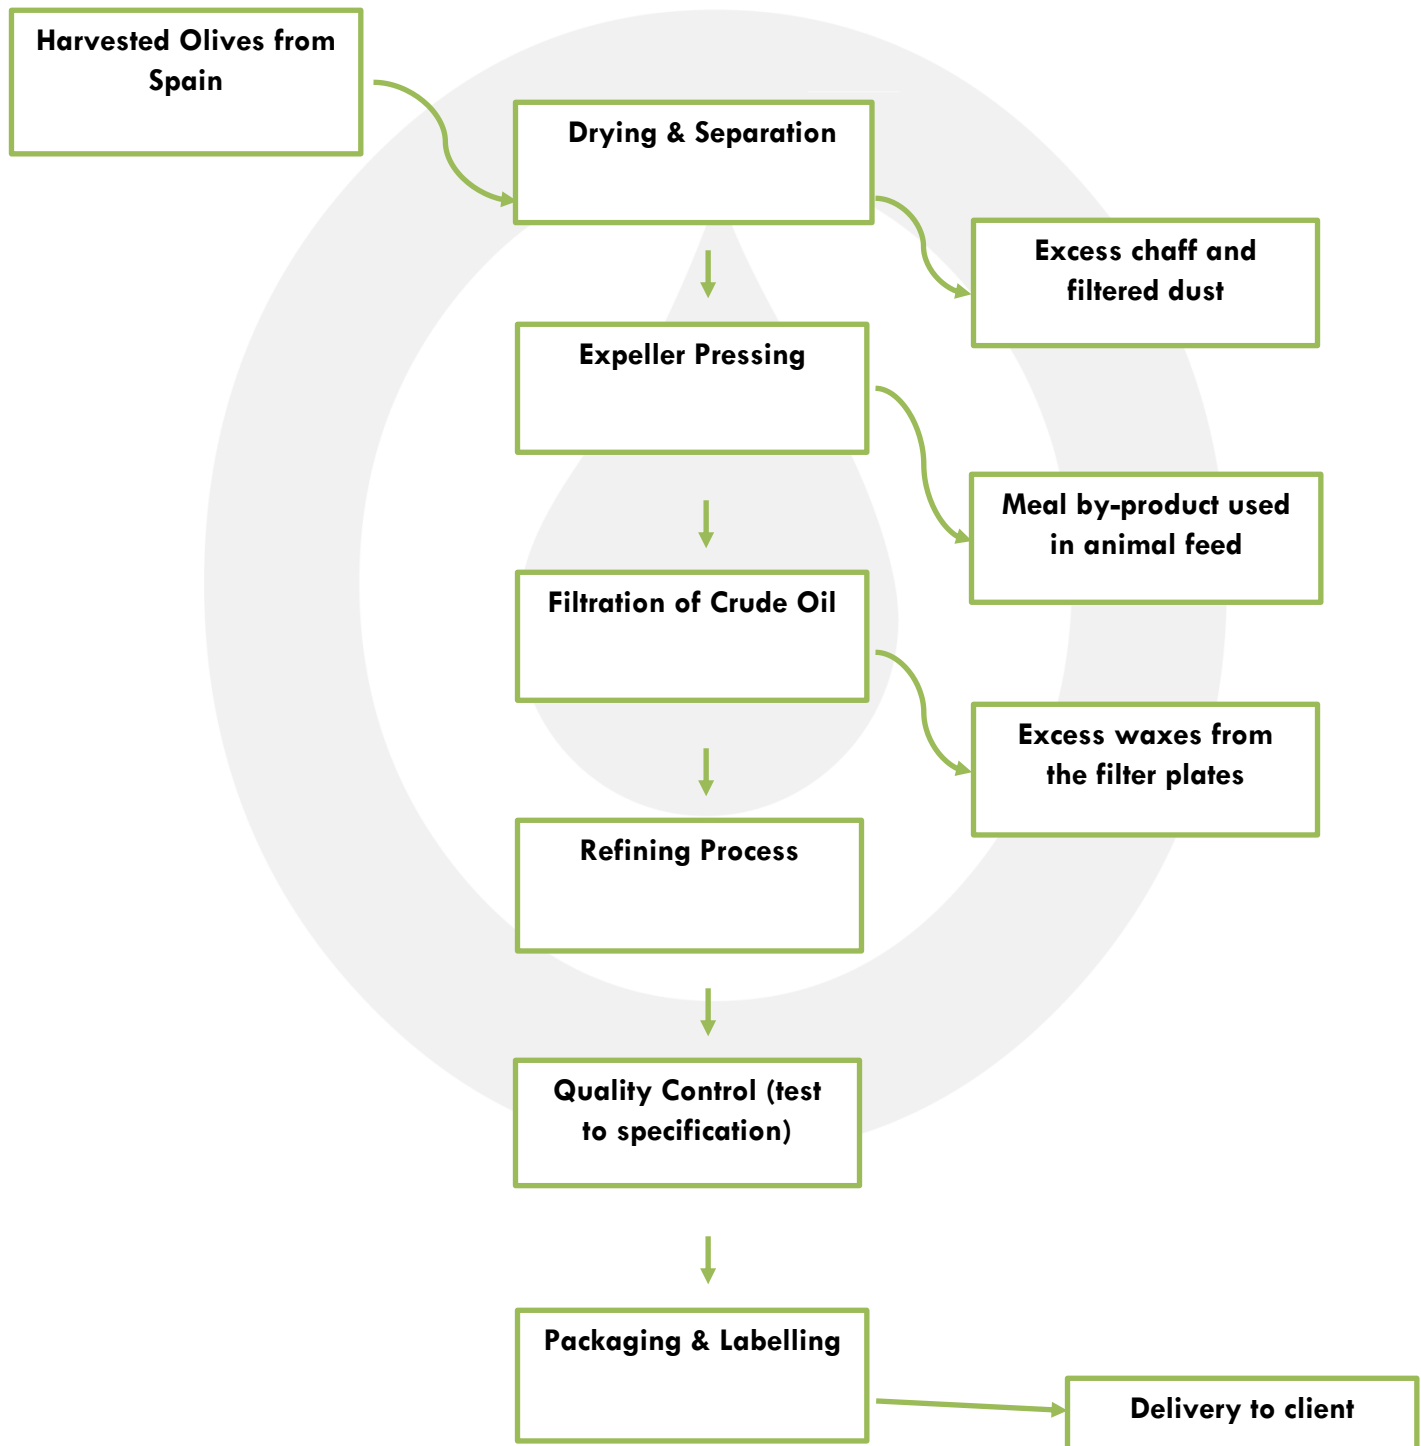 Harvested Olives from
Spain
Drying & Separation
Excess chaff and
filtered dust
Expeller Pressing
Meal by-product used
in animal feed
Filtration of Crude Oil
Excess waxes from
the filter plates
Refining Process
Quality Control (test
to specification)
Packaging & Labelling
Delivery to client